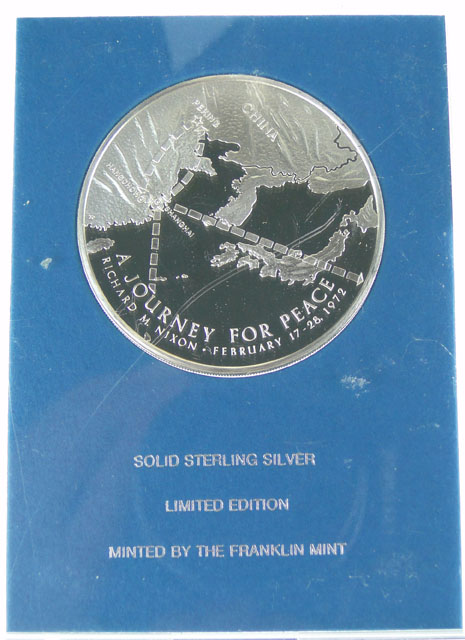 PEKING
CHINA
HANGCHOW
SHANGHAI
A JOURNEY FOR PEACE
RICHARD M. NIXON • FEBRUARY 17-28, 1972
SOLID STERLING SILVER
LIMITED EDITION
MINTED BY THE FRANKLIN MINT